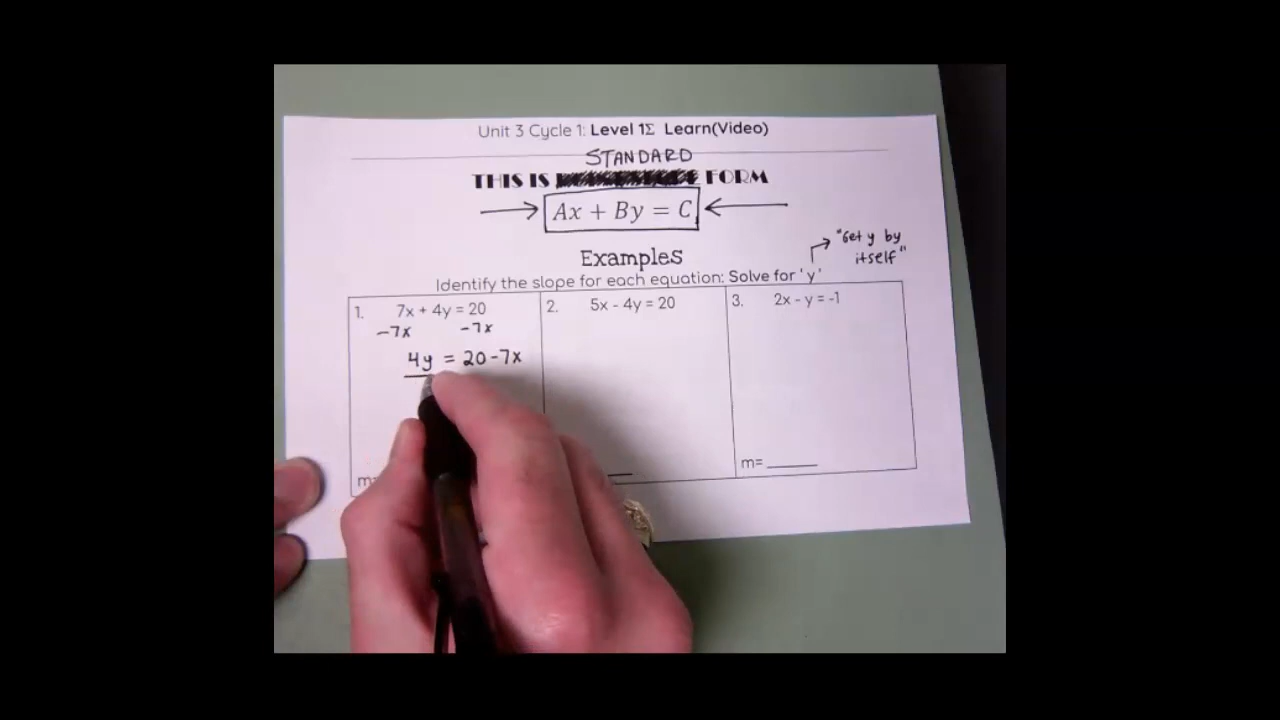 Unit 3 Cycle 1: Level 1Σ Learn(Video)
STANDARD
THIS IS FORM
Ax + By = C
"Get y by
itself"
Examples
Identify the slope for each equation: Solve for 'y'
1. 7x + 4y = 20
-7x -7x
4y = 20-7x
m=
2. 5x - 4y = 20
3. 2x - y = -1
m= ______